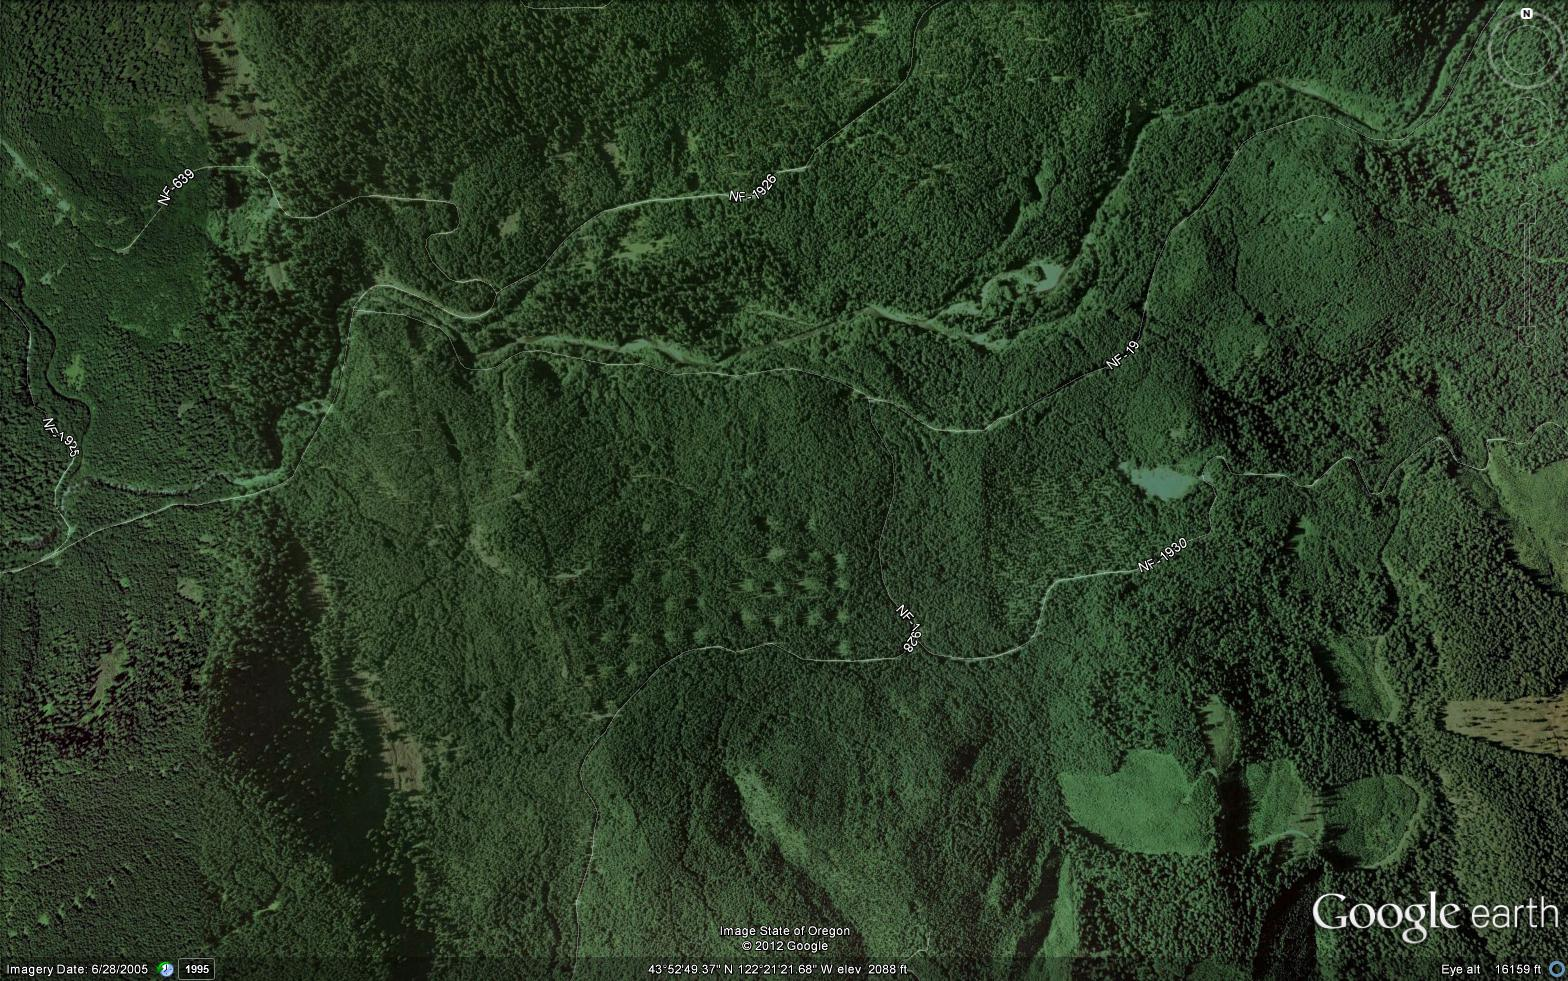 N
NF-639
NF-1926
NF-19
NF-1925
NF-1930
NF-1928
Google earth
Image State of Oregon
© 2012 Google
Imagery Date: 6/28/2005 1995 43°52'49.37" N 122°21'21.68" W elev 2088 ft Eye alt 16159 ft